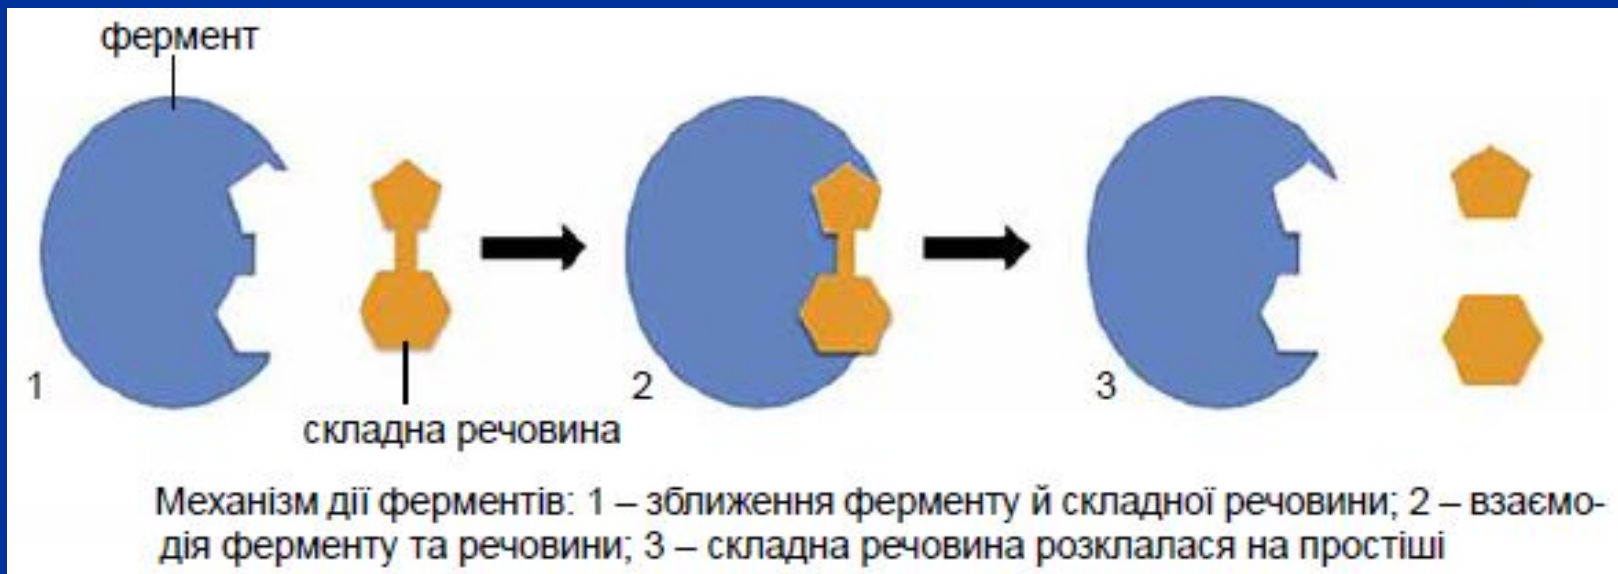 фермент
1
2
3
складна речовина
Механізм дії ферментів: 1 – зближення ферменту й складної речовини; 2 – взаємо-
дія ферменту та речовини; 3 – складна речовина розклалася на простіші